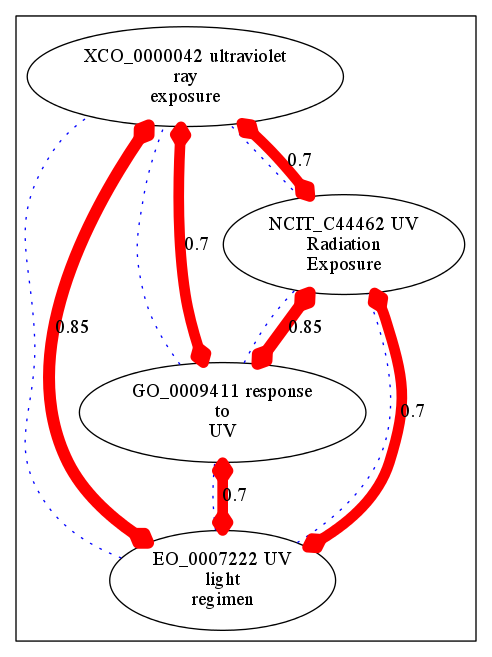 XCO_0000042 ultraviolet
ray
exposure
0.7
NCIT_C44462 UV
Radiation
Exposure
0.7
0.85
0.85
GO_0009411 response
to
UV
0.7
0.7
EO_0007222 UV
light
regimen